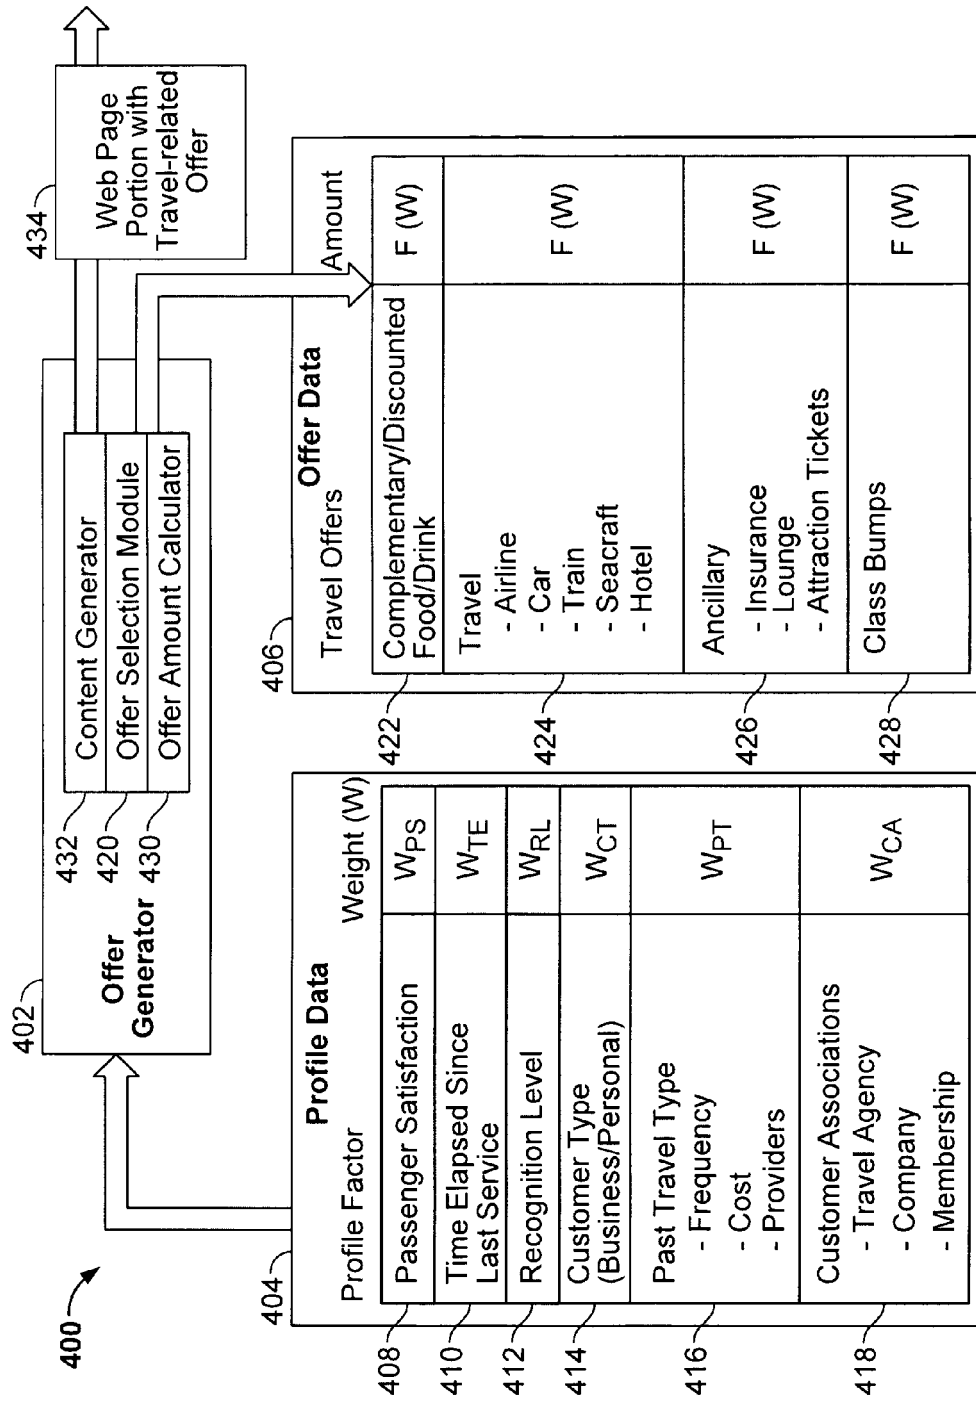 400
402
Offer
Generator
432
420
430
Content Generator
Offer Selection Module
Offer Amount Calculator
434
Web Page
Portion with
Travel-related
Offer
404
Profile Data
Profile Factor
Weight (W)
408
Passenger Satisfaction
WPS
410
Time Elapsed Since
Last Service
WTE
412
Recognition Level
WRL
414
Customer Type
(Business/Personal)
WCT
416
Past Travel Type
- Frequency
- Cost
- Providers
WPT
418
Customer Associations
- Travel Agency
- Company
- Membership
WCA
406
Offer Data
Travel Offers
Amount
422
Complementary/Discounted
Food/Drink
F (W)
424
Travel
- Airline
- Car
- Train
- Seacraft
- Hotel
F (W)
426
Ancillary
- Insurance
- Lounge
- Attraction Tickets
F (W)
428
Class Bumps
F (W)